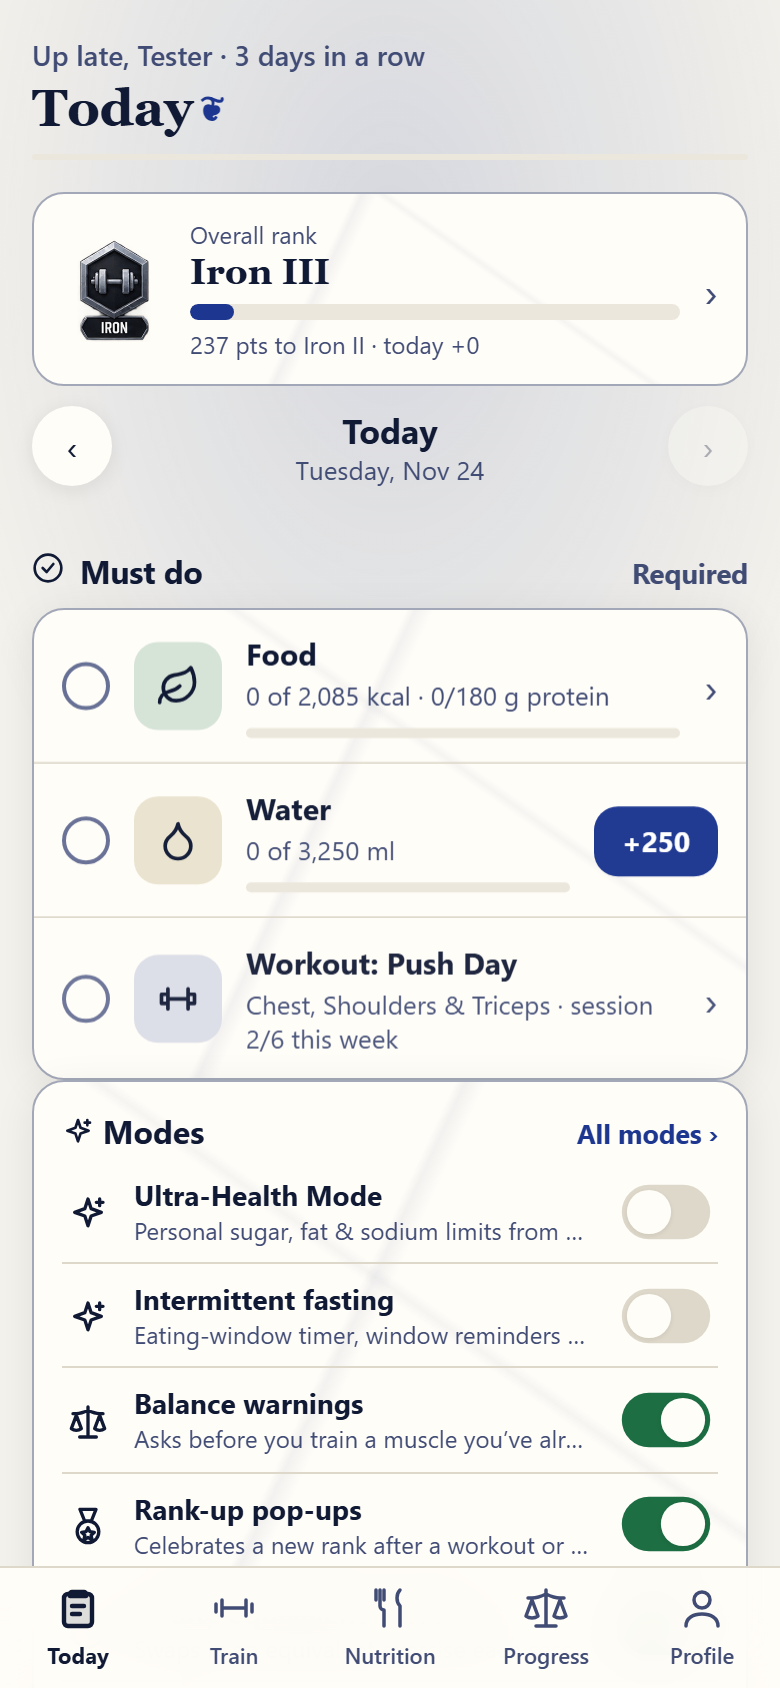 Up late, Tester · 3 days in a row
Today❦
Overall rank
Iron III
IRON
237 pts to Iron II · today +0
Today
Tuesday, Nov 24
Must do
Required
Food
0 of 2,085 kcal · 0/180 g protein
Water
0 of 3,250 ml
+250
Workout: Push Day
Chest, Shoulders & Triceps · session
2/6 this week
Modes
All modes ›
Ultra-Health Mode
Personal sugar, fat & sodium limits from ...
Intermittent fasting
Eating-window timer, window reminders ...
Balance warnings
Asks before you train a muscle you’ve alr...
Rank-up pop-ups
Celebrates a new rank after a workout or ...
Today
Train
Nutrition
Progress
Profile